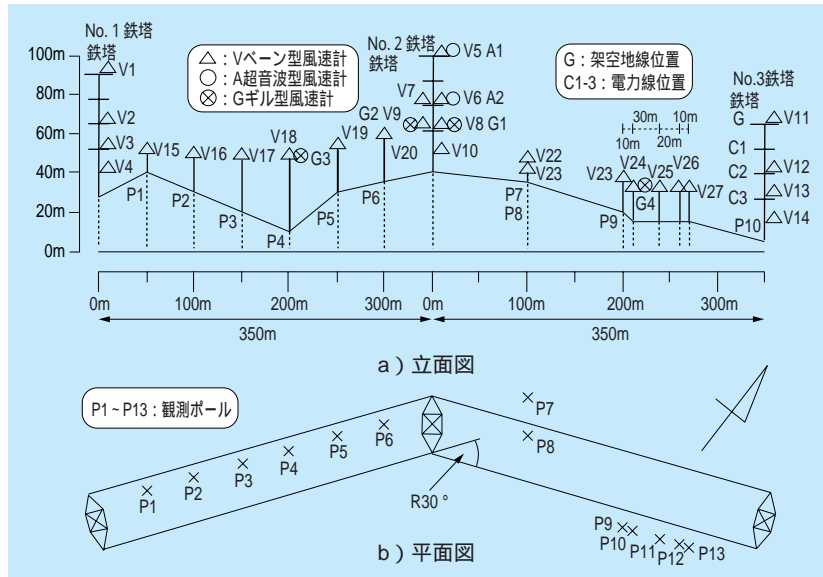 No. 1 鉄塔
鉄塔
100m
80m
60m
40m
20m
0m
V1
V2
V3
V4
△：Vベーン型風速計
○：A超音波型風速計
⊗：Gギル型風速計
No. 2 鉄塔
鉄塔
V5 A1
V7
V6 A2
G2 V9
V8 G1
V10
G：架空地線位置
C1-3：電力線位置
No.3鉄塔
鉄塔
G
V11
C1
C2
V12
C3
V13
V14
V15
V16
V17
V18
G3
V19
V20
V22
V23
30m
10m
10m
20m
V23
V24
V25
V26
V27
G4
P1
P2
P3
P4
P5
P6
P7
P8
P9
P10
0m
100m
200m
300m
0m
100m
200m
300m
350m
350m
a）立面図
P1～P13：観測ポール
P1
P2
P3
P4
P5
P6
P7
P8
R30°
P9
P10
P11
P12
P13
b）平面図